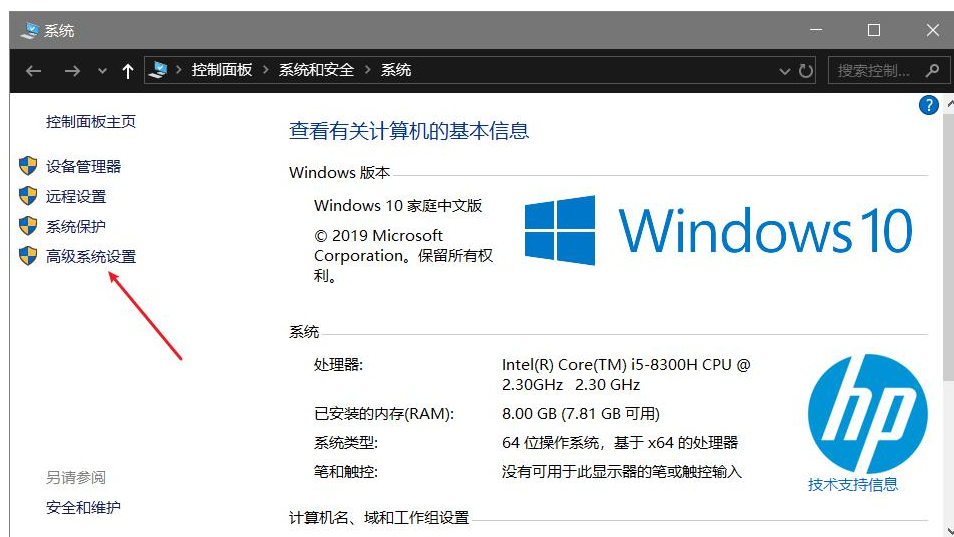 系统
控制面板 > 系统和安全 > 系统
搜索控制...
控制面板主页
设备管理器
远程设置
系统保护
高级系统设置
另请参阅
安全和维护
?
查看有关计算机的基本信息
Windows 版本
Windows 10 家庭中文版
© 2019 Microsoft
Corporation。保留所有权
利。
Windows 10
系统
处理器:
Intel(R) Core(TM) i5-8300H CPU @
2.30GHz 2.30 GHz
已安装的内存(RAM):
8.00 GB (7.81 GB 可用)
系统类型:
64 位操作系统，基于 x64 的处理器
笔和触控:
没有可用于此显示器的笔或触控输入
hp
技术支持信息
计算机名、域和工作组设置